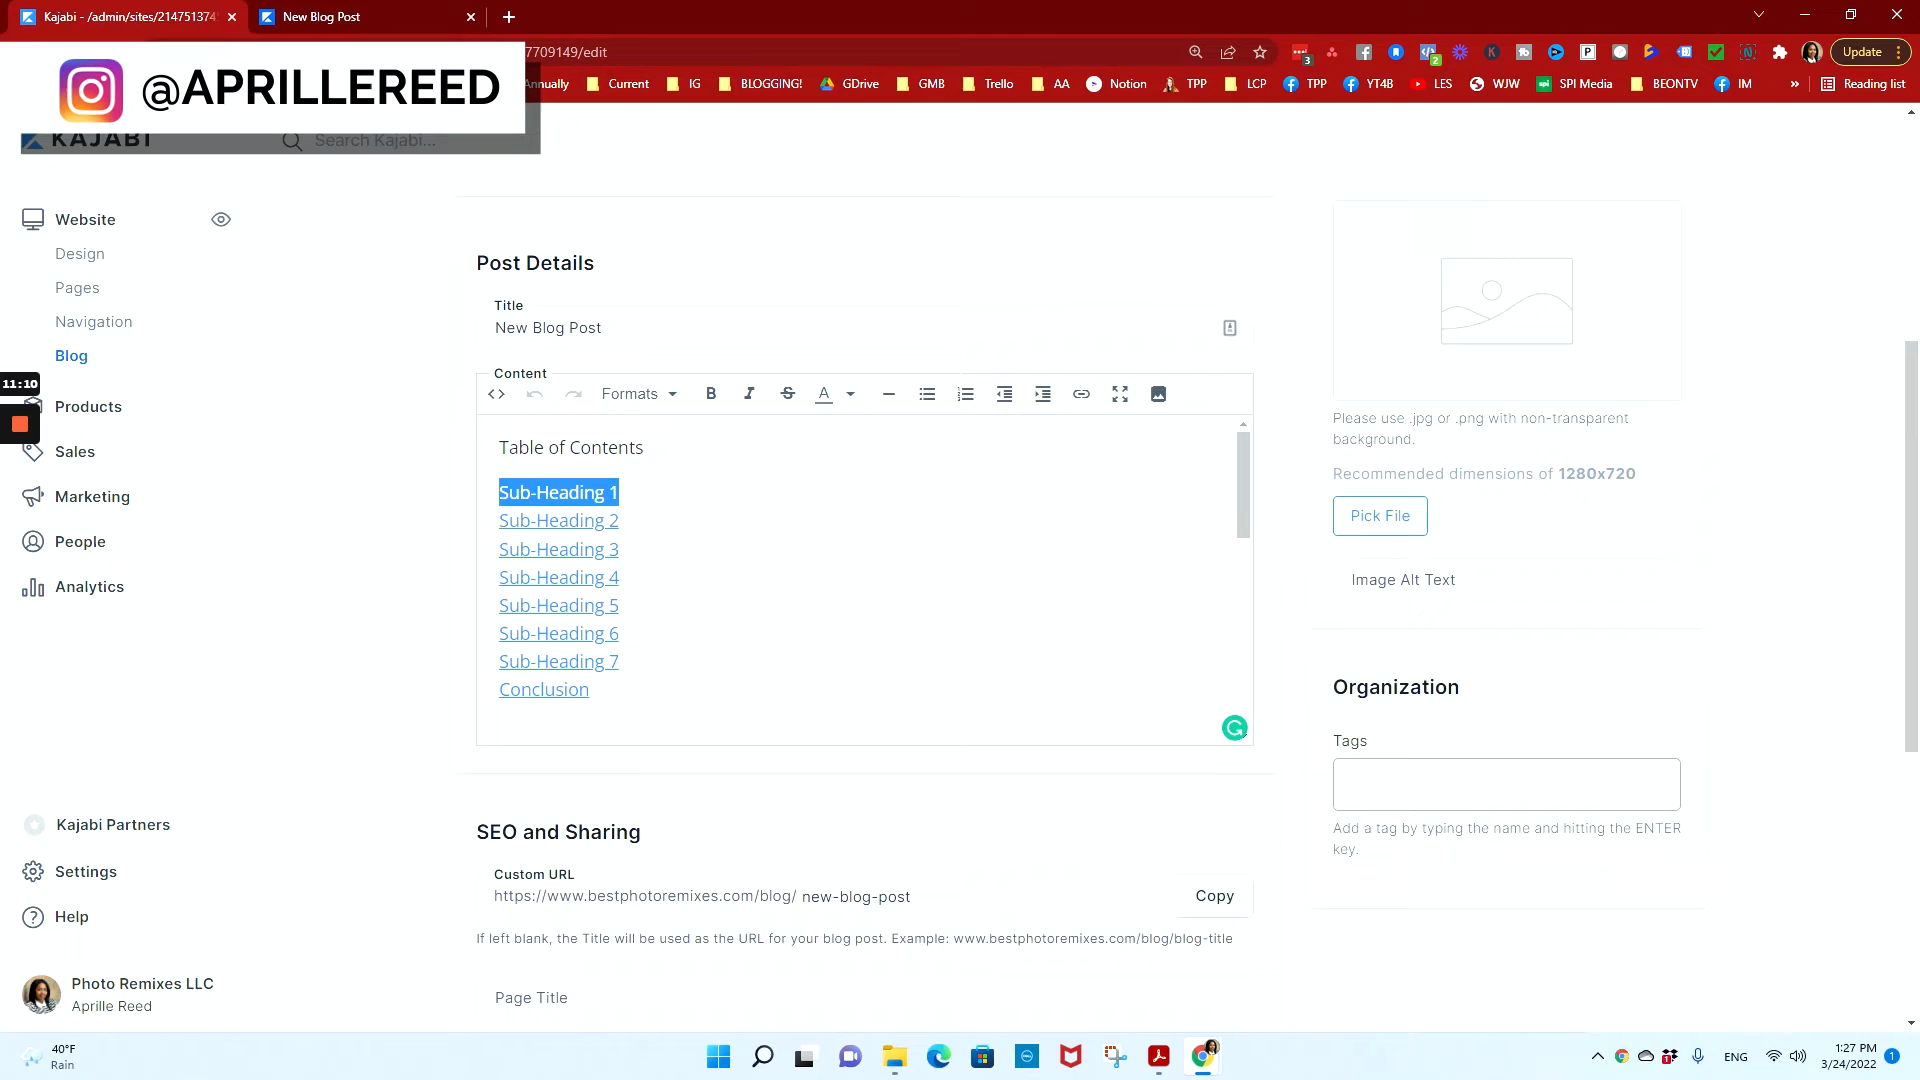 Kajabi - /admin/sites/214751374
New Blog Post
7709149/edit
Update
3
2
@APRILLEREED
Annually
Current
IG
BLOGGING!
GDrive
GMB
Trello
AA
Notion
TPP
LCP
TPP
YT4B
LES
WJW
SPI Media
BEONTV
IM
»
Reading list
KAJABI
Search Kajabi...
Website
Design
Pages
Navigation
Blog
11:10
Products
Sales
Marketing
People
Analytics
Kajabi Partners
Settings
Help
Photo Remixes LLC
Aprille Reed
Post Details
Title
New Blog Post
Content
Formats
B
I
S
A
Table of Contents
Sub-Heading 1
Sub-Heading 2
Sub-Heading 3
Sub-Heading 4
Sub-Heading 5
Sub-Heading 6
Sub-Heading 7
Conclusion
SEO and Sharing
Custom URL
https://www.bestphotoremixes.com/blog/ new-blog-post
Copy
If left blank, the Title will be used as the URL for your blog post. Example: www.bestphotoremixes.com/blog/blog-title
Page Title
Please use .jpg or .png with non-transparent
background.
Recommended dimensions of 1280x720
Pick File
Image Alt Text
Organization
Tags
Add a tag by typing the name and hitting the ENTER
key.
40°F
Rain
ENG
1:27 PM
3/24/2022
1